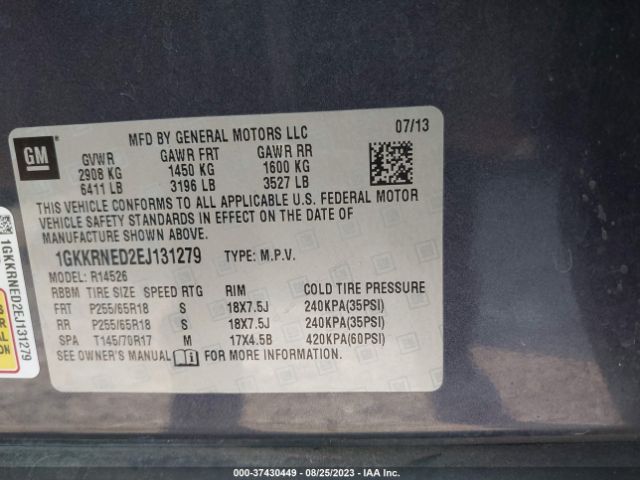 MFD BY GENERAL MOTORS LLC 07/13
GM
GVWR GAWR FRT GAWR RR
2908 KG 1450 KG 1600 KG
6411 LB 3196 LB 3527 LB
THIS VEHICLE CONFORMS TO ALL APPLICABLE U.S. FEDERAL MOTOR
VEHICLE SAFETY STANDARDS IN EFFECT ON THE DATE OF
MANUFACTURE SHOWN ABOVE.
1GKKRNED2EJ131279 TYPE: M.P.V.
MODEL: R14526
RBBM TIRE SIZE SPEED RTG RIM COLD TIRE PRESSURE
FRT P255/65R18 S 18X7.5J 240KPA(35PSI)
RR P255/65R18 S 18X7.5J 240KPA(35PSI)
SPA T145/70R17 M 17X4.5B 420KPA(60PSI)
SEE OWNER'S MANUAL FOR MORE INFORMATION.
1GKKRNED2EJ131279
000-37430449 - 08/25/2023 - IAA Inc.